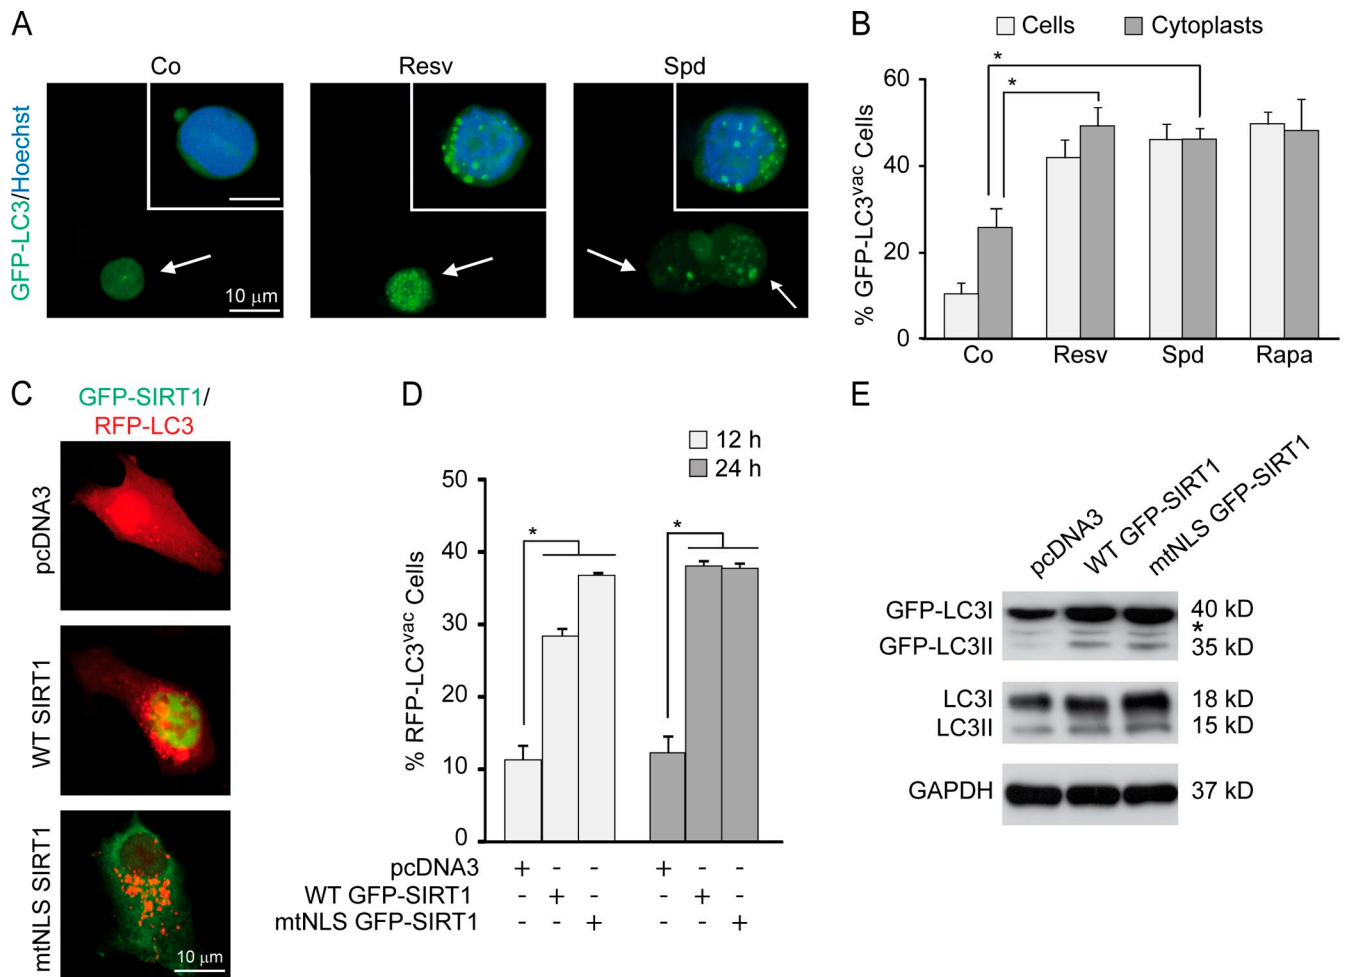 A
Co Resv Spd
GFP-LC3/Hoechst
10 µm
B
Cells Cytoplasts
% GFP-LC3vac Cells
60
40
20
0
*
*
Co Resv Spd Rapa
C
GFP-SIRT1/
RFP-LC3
pcDNA3
WT SIRT1
mtNLS SIRT1
10 µm
D
12 h
24 h
% RFP-LC3vac Cells
50
40
30
20
10
0
* *
pcDNA3 + - - + - -
WT GFP-SIRT1 - + - - + -
mtNLS GFP-SIRT1 - - + - - +
E
pcDNA3
WT GFP-SIRT1
mtNLS GFP-SIRT1
GFP-LC3I 40 kD
*
GFP-LC3II 35 kD
LC3I 18 kD
LC3II 15 kD
GAPDH 37 kD